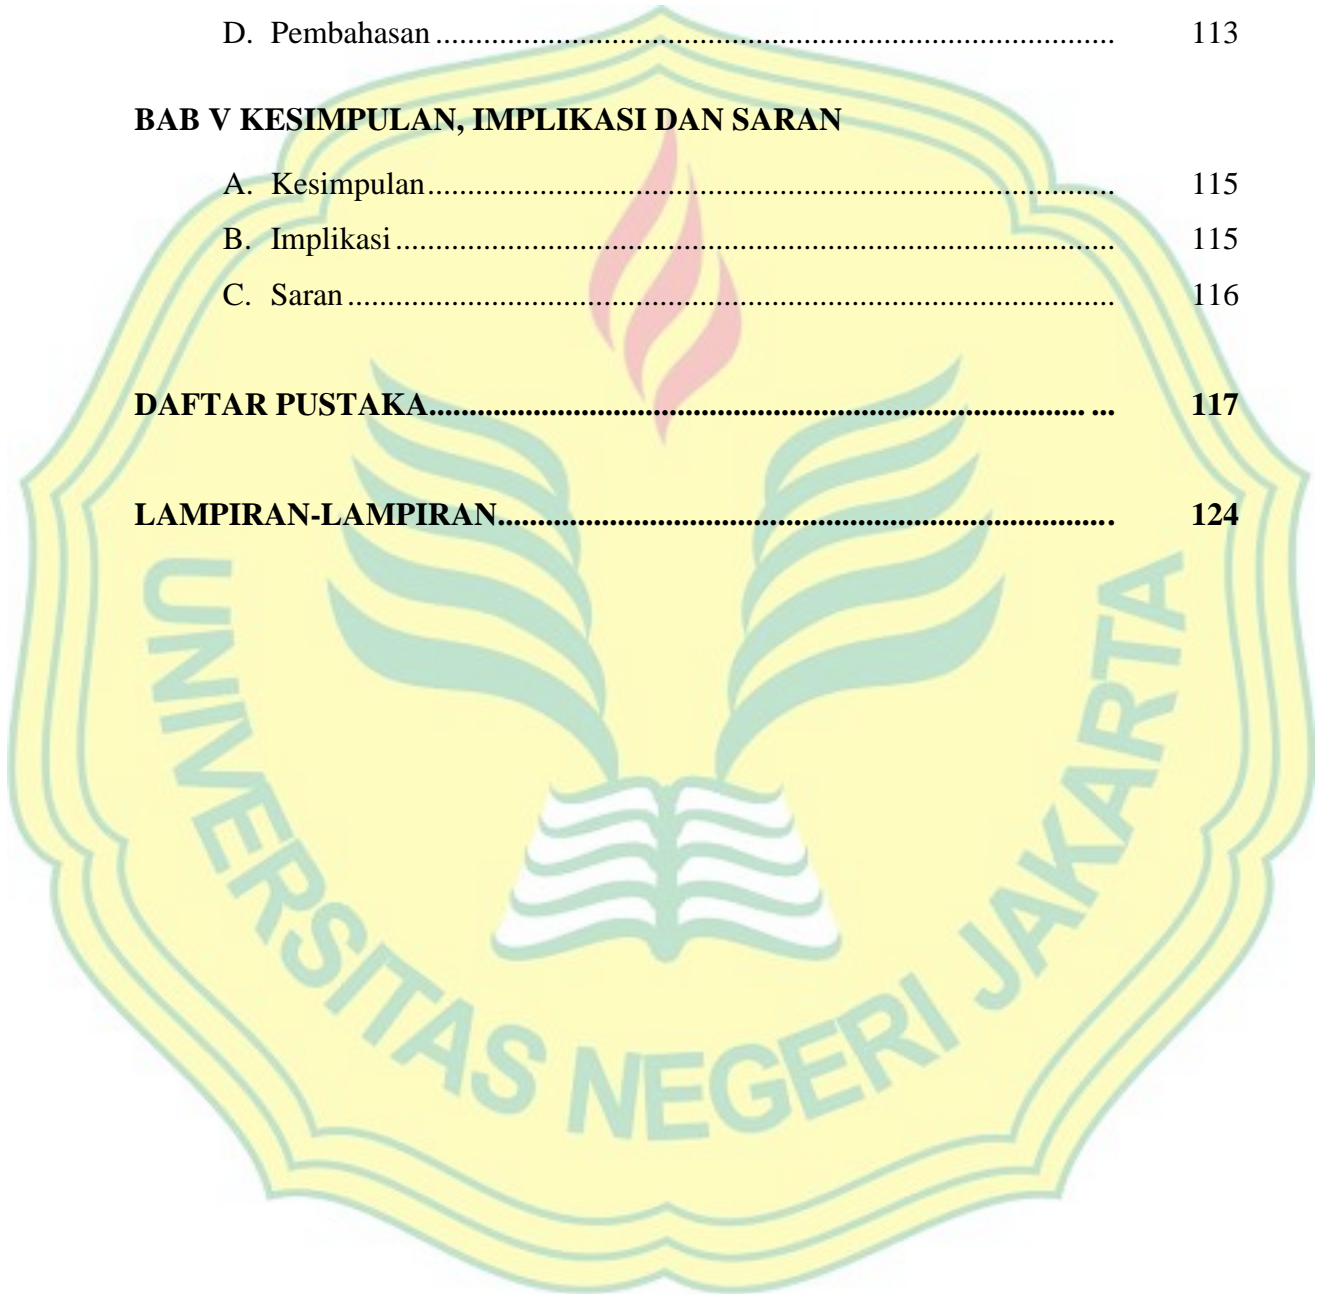 D. Pembahasan ..................................................................................... 113
BAB V KESIMPULAN, IMPLIKASI DAN SARAN
A. Kesimpulan...................................................................................... 115
B. Implikasi .......................................................................................... 115
C. Saran ................................................................................................ 116
DAFTAR PUSTAKA.................................................................................. ... 117
LAMPIRAN-LAMPIRAN............................................................................. 124
UNIVERSITAS NEGERI JAKARTA